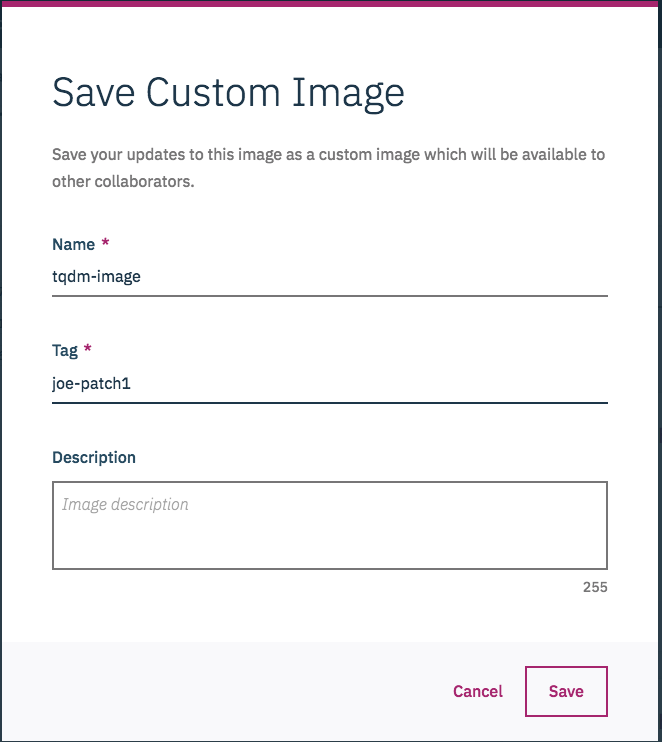 Save Custom Image
Save your updates to this image as a custom image which will be available to
other collaborators.
Name *
tqdm-image
Tag *
joe-patch1
Description
Image description
255
Cancel Save